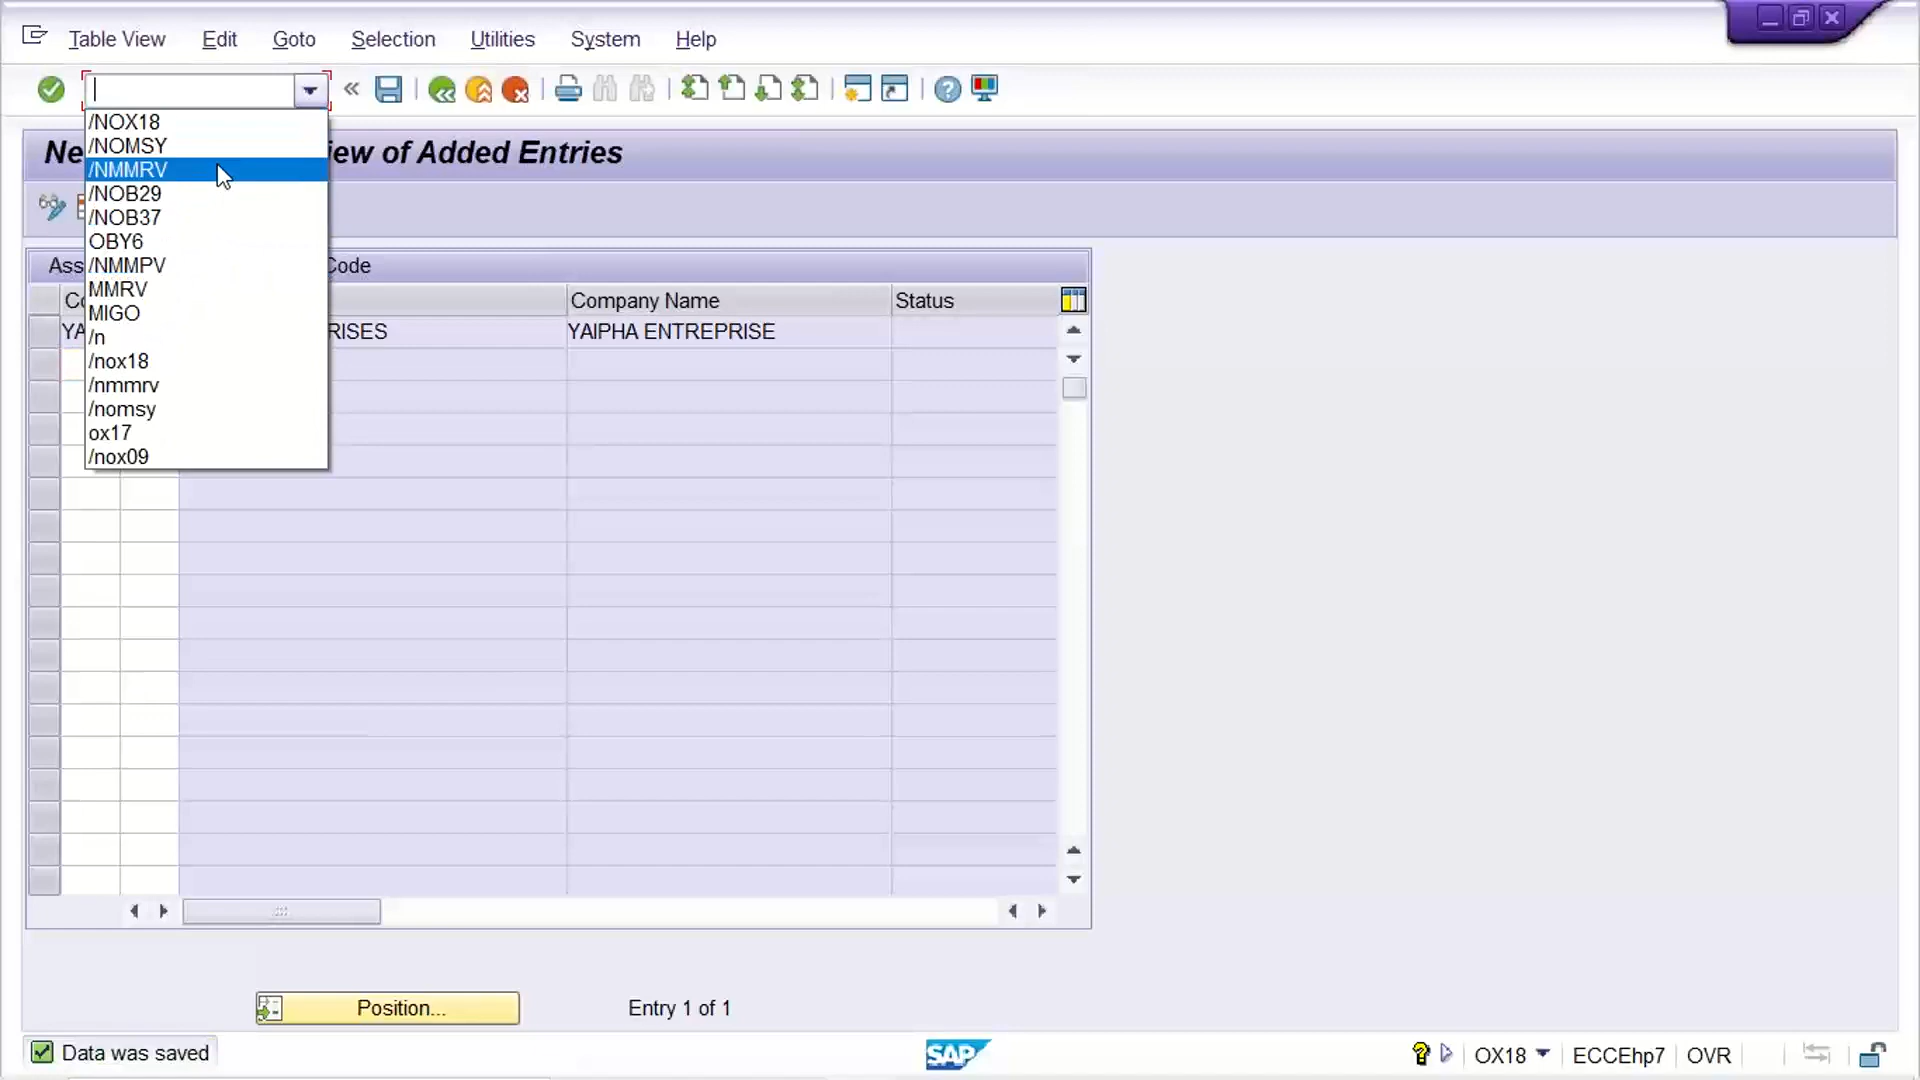 Table View Edit Goto Selection Utilities System Help
/NOX18
/NOMSY
/NMMRV
/NOB29
/NOB37
OBY6
/NMMPV
MMRV
MIGO
/n
/nox18
/nmmrv
/nomsy
ox17
/nox09
Ne iew of Added Entries
Ass Code
Co Company Name Status
YA RISES YAIPHA ENTREPRISE
Position... Entry 1 of 1
Data was saved SAP OX18 ECCEhp7 OVR